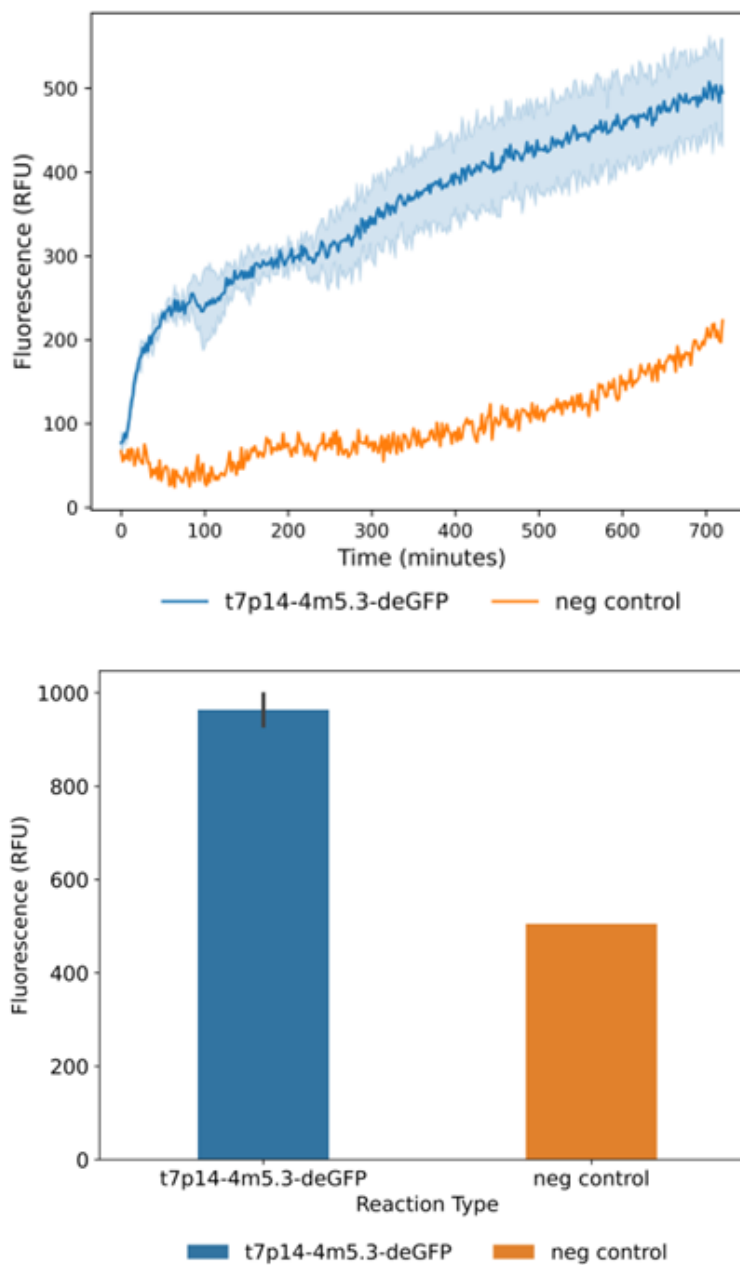 Fluorescence (RFU)
500
400
300
200
100
0
0 100 200 300 400 500 600 700
Time (minutes)
t7p14-4m5.3-deGFP neg control
Fluorescence (RFU)
1000
800
600
400
200
0
t7p14-4m5.3-deGFP neg control
Reaction Type
t7p14-4m5.3-deGFP neg control